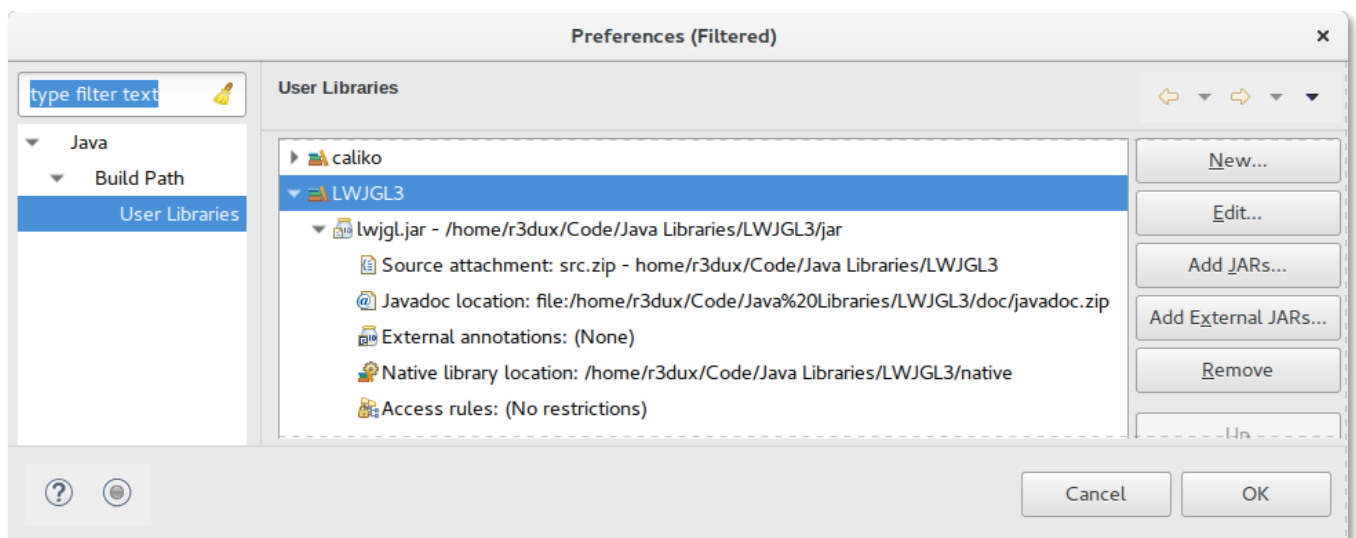 Preferences (Filtered)
×
type filter text
User Libraries
Java
Build Path
User Libraries
caliko
LWJGL3
lwjgl.jar - /home/r3dux/Code/Java Libraries/LWJGL3/jar
Source attachment: src.zip - home/r3dux/Code/Java Libraries/LWJGL3
Javadoc location: file:/home/r3dux/Code/Java%20Libraries/LWJGL3/doc/javadoc.zip
External annotations: (None)
Native library location: /home/r3dux/Code/Java Libraries/LWJGL3/native
Access rules: (No restrictions)
New...
Edit...
Add JARs...
Add External JARs...
Remove
Up
?
Cancel
OK